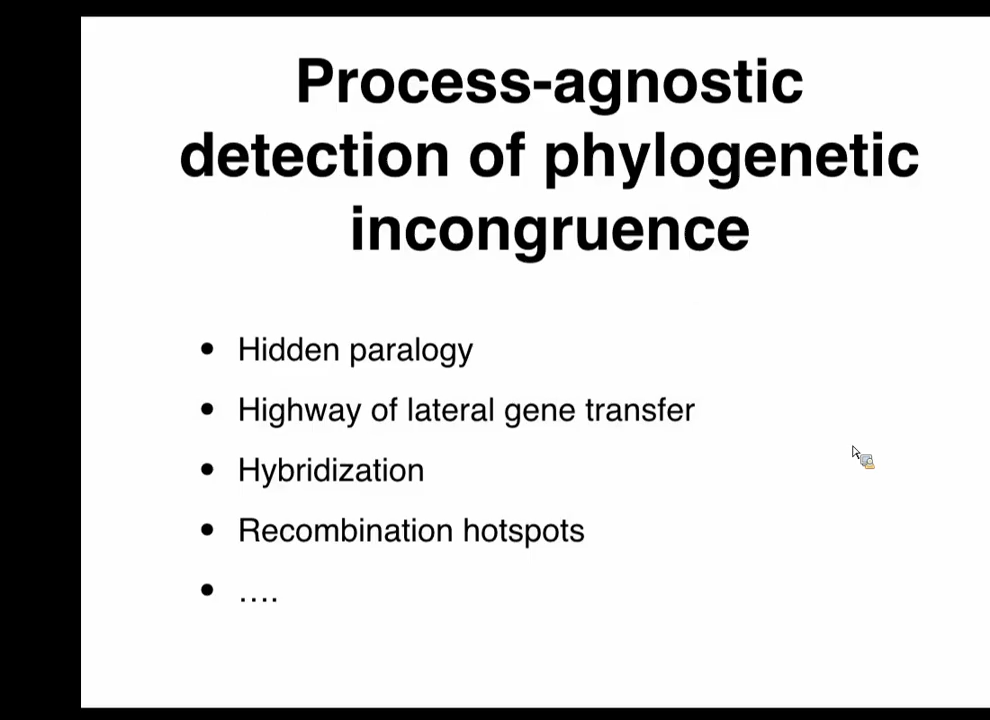 Process-agnostic
detection of phylogenetic
incongruence
• Hidden paralogy
• Highway of lateral gene transfer
• Hybridization
• Recombination hotspots
• ….